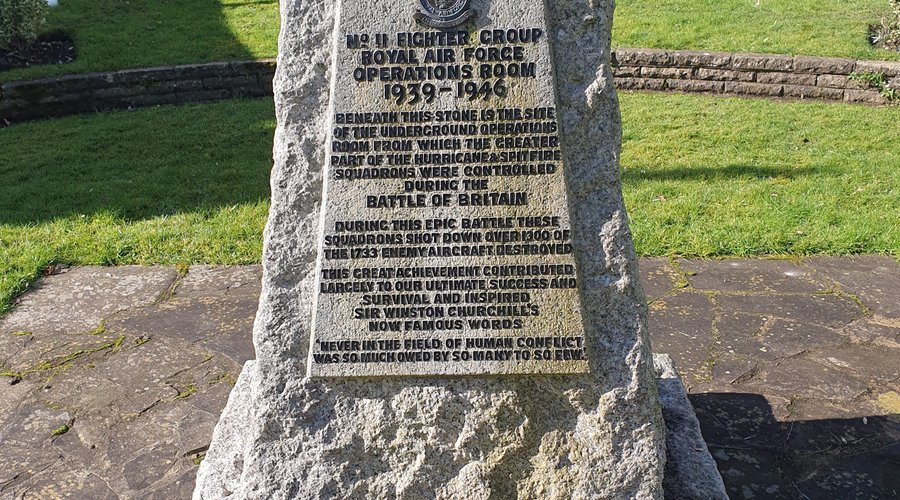 No 11 FIGHTER GROUP
ROYAL AIR FORCE
OPERATIONS ROOM
1939-1946
BENEATH THIS STONE IS THE SITE
OF THE UNDERGROUND OPERATIONS
ROOM FROM WHICH THE GREATER
PART OF THE HURRICANE & SPITFIRE
SQUADRONS WERE CONTROLLED
DURING THE
BATTLE OF BRITAIN
DURING THIS EPIC BATTLE THESE
SQUADRONS SHOT DOWN OVER 1300 OF
THE 1733 ENEMY AIRCRAFT DESTROYED
THIS GREAT ACHIEVEMENT CONTRIBUTED
LARGELY TO OUR ULTIMATE SUCCESS AND
SURVIVAL AND INSPIRED
SIR WINSTON CHURCHILL'S
NOW FAMOUS WORDS
'NEVER IN THE FIELD OF HUMAN CONFLICT
WAS SO MUCH OWED BY SO MANY TO SO FEW.'